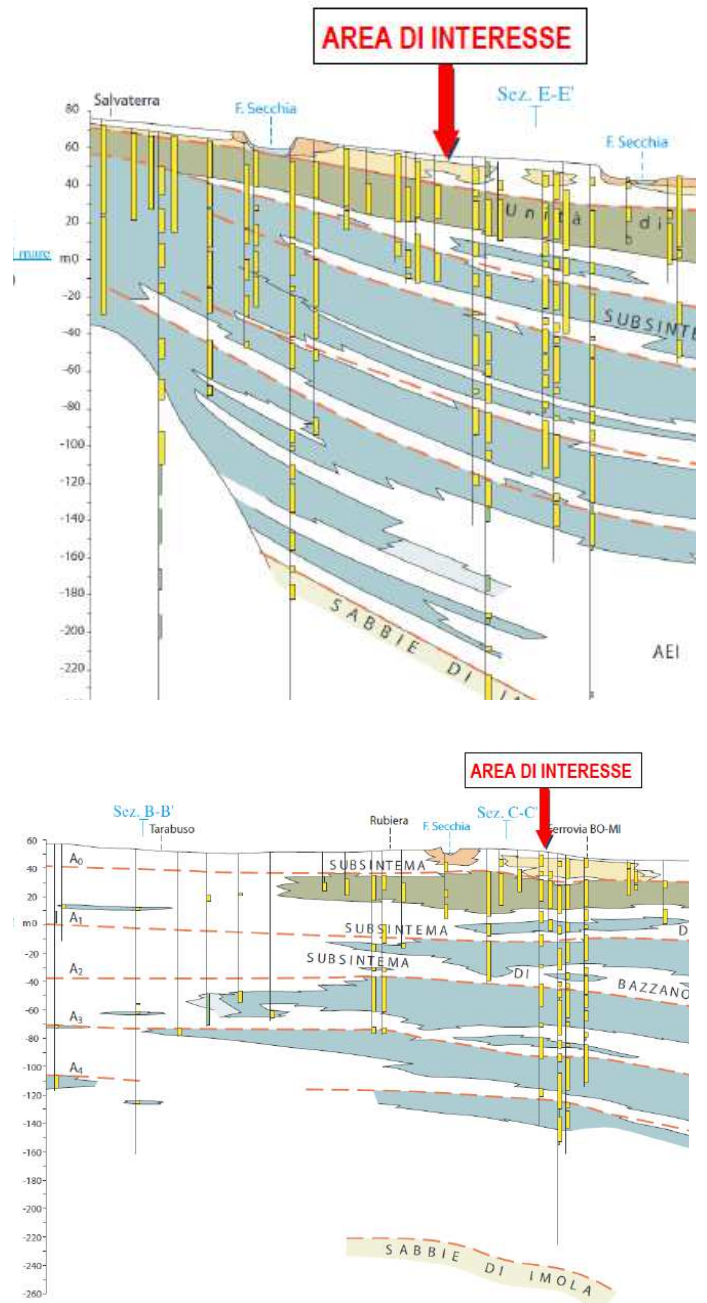 AREA DI INTERESSE
Salvaterra
F. Secchia
Sez. E-E'
F. Secchia
80
60
40
20
mare
m0
-20
-40
-60
-80
-100
-120
-140
-160
-180
-200
-220
Unità di
SUBSINTE
SABBIE DI
AEI
AREA DI INTERESSE
Sez. B-B'
Tarabuso
Rubiera
F. Secchia
Sez. C-C'
Ferrovia BO-MI
60
40
20
m0
-20
-40
-60
-80
-100
-120
-140
-160
-180
-200
-220
-240
-260
A0
A1
A2
A3
A4
SUBSINTEMA
SUBSINTEMA D
SUBSINTEMA DI BAZZANO
SABBIE DI IMOLA